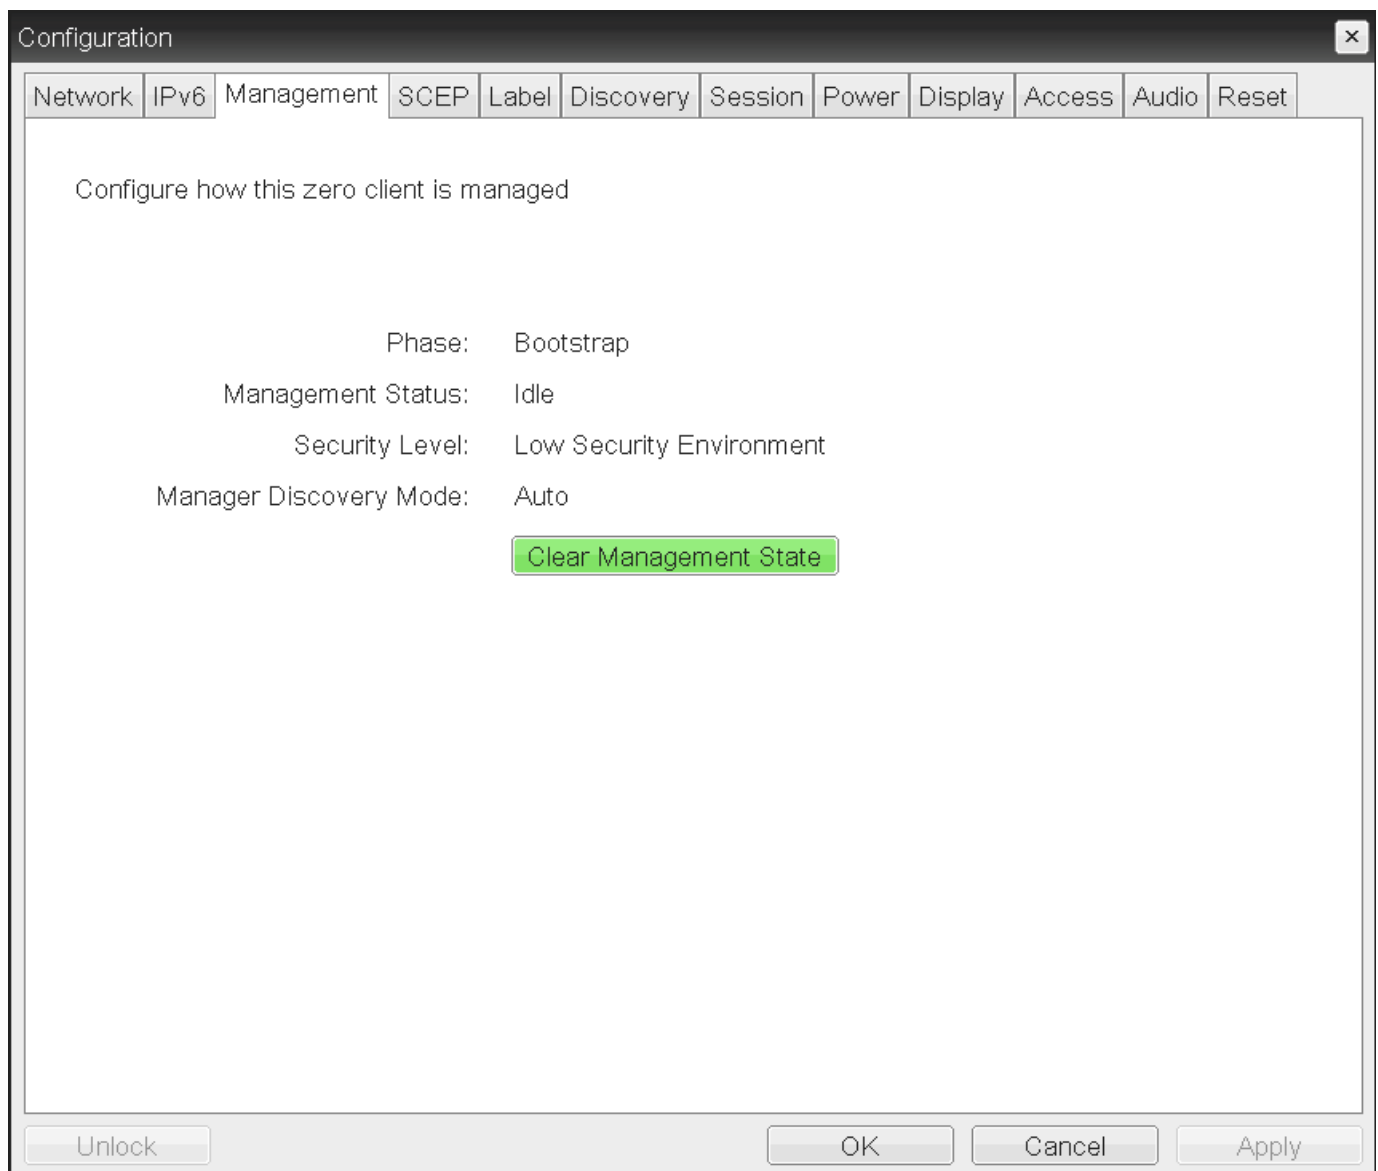 Configuration
Network IPv6 Management SCEP Label Discovery Session Power Display Access Audio Reset
Configure how this zero client is managed
Phase: Bootstrap
Management Status: Idle
Security Level: Low Security Environment
Manager Discovery Mode: Auto
Clear Management State
Unlock OK Cancel Apply